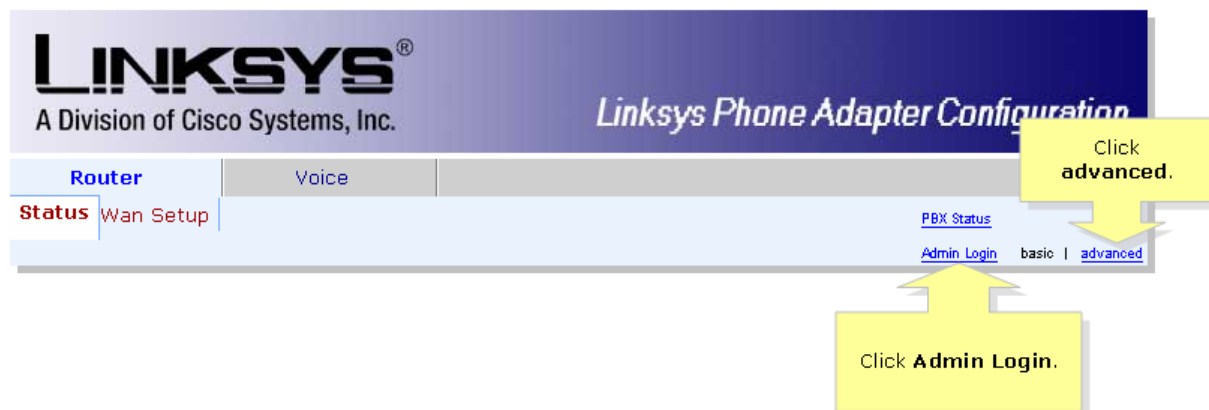 LINKSYS®
A Division of Cisco Systems, Inc.
Linksys Phone Adapter Configuration
Click
advanced.
Router Voice
Status Wan Setup
PBX Status
Admin Login basic | advanced
Click Admin Login.